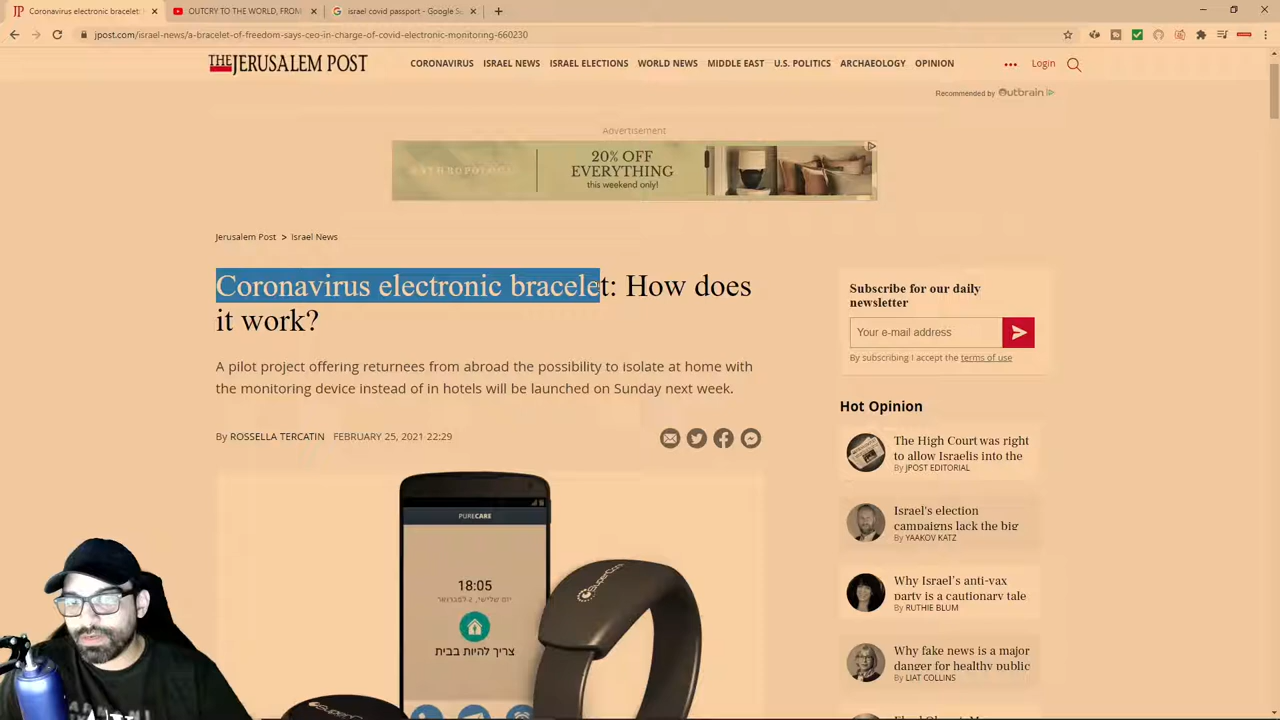 JP Coronavirus electronic bracelet:
OUTCRY TO THE WORLD, FROM
israel covid passport - Google Se
jpost.com/israel-news/a-bracelet-of-freedom-says-ceo-in-charge-of-covid-electronic-monitoring-660230
THE JERUSALEM POST
CORONAVIRUS ISRAEL NEWS ISRAEL ELECTIONS WORLD NEWS MIDDLE EAST U.S. POLITICS ARCHAEOLOGY OPINION
Login
Recommended by Outbrain
Advertisement
ANTHROPOLOGIE
20% OFF
EVERYTHING
this weekend only!
Jerusalem Post > Israel News
Coronavirus electronic bracelet: How does
it work?
A pilot project offering returnees from abroad the possibility to isolate at home with
the monitoring device instead of in hotels will be launched on Sunday next week.
By ROSSELLA TERCATIN FEBRUARY 25, 2021 22:29
PURECARE
18:05
יום שלישי, 2 לפברואר
צריך להיות בבית
SuperCom
SuperCom
Subscribe for our daily
newsletter
Your e-mail address
By subscribing I accept the terms of use
Hot Opinion
The High Court was right
to allow Israelis into the
By JPOST EDITORIAL
Israel's election
campaigns lack the big
By YAAKOV KATZ
Why Israel's anti-vax
party is a cautionary tale
By RUTHIE BLUM
Why fake news is a major
danger for healthy public
By LIAT COLLINS